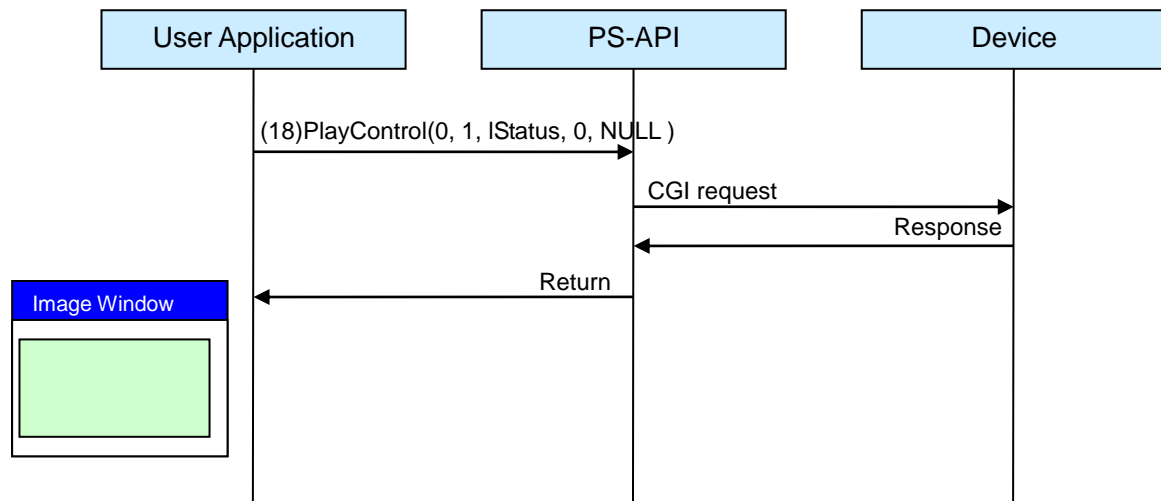 User Application
PS-API
Device
(18)PlayControl(0, 1, lStatus, 0, NULL )
CGI request
Response
Return
Image Window